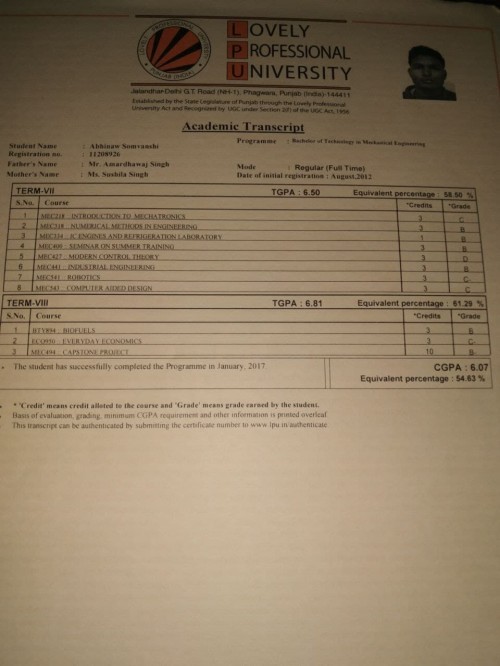 LOVELY
PROFESSIONAL
UNIVERSITY
Jalandhar-Delhi G.T. Road (NH-1), Phagwara, Punjab (India)-144411
Established by the State Legislature of Punjab through the Lovely Professional
University Act and Recognized by UGC under Section 2(f) of the UGC Act, 1956
Academic Transcript
Programme : Bachelor of Technology in Mechanical Engineering
Student Name : Abhinaw Somvanshi
Registration no. : 11208926
Father's Name : Mr. Amardhawaj Singh
Mode : Regular (Full Time)
Mother's Name : Ms. Sushila Singh
Date of initial registration : August,2012
TERM-VII TGPA : 6.50 Equivalent percentage : 58.50 %
S.No. Course *Credits *Grade
1 MEC218 : INTRODUCTION TO MECHATRONICS 3 C
2 MEC318 : NUMERICAL METHODS IN ENGINEERING 3 B
3 MEC334 : IC ENGINES AND REFRIGERATION LABORATORY 1 B
4 MEC409 : SEMINAR ON SUMMER TRAINING 3 B
5 MEC427 : MODERN CONTROL THEORY 3 D
6 MEC441 : INDUSTRIAL ENGINEERING 3 B
7 MEC541 : ROBOTICS 3 C-
8 MEC543 : COMPUTER AIDED DESIGN 3 C
TERM-VIII TGPA : 6.81 Equivalent percentage : 61.29 %
S.No. Course *Credits *Grade
1 BTY894 : BIOFUELS 3 B
2 ECO950 : EVERYDAY ECONOMICS 3 C-
3 MEC494 : CAPSTONE PROJECT 10 B-
The student has successfully completed the Programme in January, 2017
CGPA : 6.07
Equivalent percentage : 54.63 %
* 'Credit' means credit alloted to the course and 'Grade' means grade earned by the student.
Basis of evaluation, grading, minimum CGPA requirement and other information is printed overleaf
This transcript can be authenticated by submitting the certificate number to www.lpu.in/authenticate